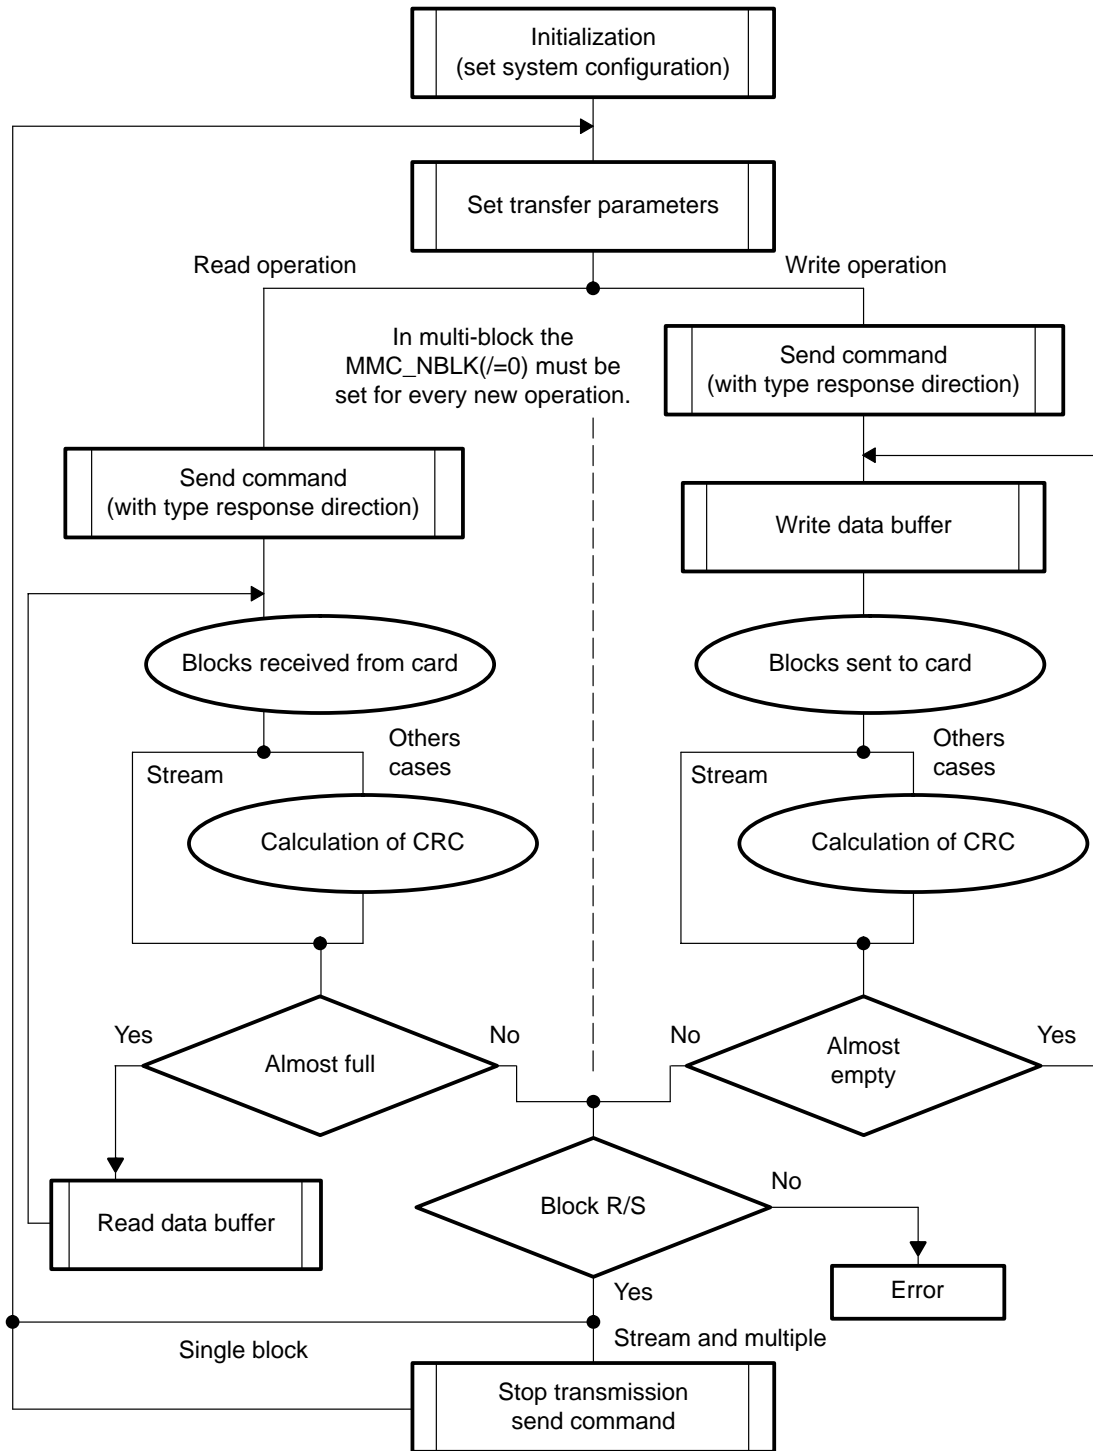 Initialization
(set system configuration)
Set transfer parameters
Read operation
Write operation
In multi-block the
MMC_NBLK(/=0) must be
set for every new operation.
Send command
(with type response direction)
Send command
(with type response direction)
Write data buffer
Blocks received from card
Blocks sent to card
Others
cases
Stream
Others
cases
Stream
Calculation of CRC
Calculation of CRC
Yes
No
Almost full
No
Yes
Almost
empty
Read data buffer
Block R/S
No
Error
Yes
Single block
Stream and multiple
Stop transmission
send command